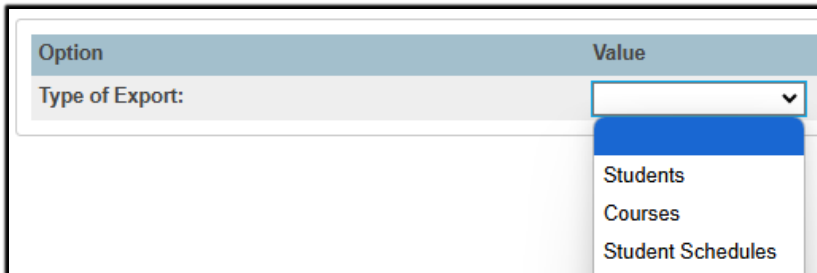 Option Value
Type of Export:
Students
Courses
Student Schedules